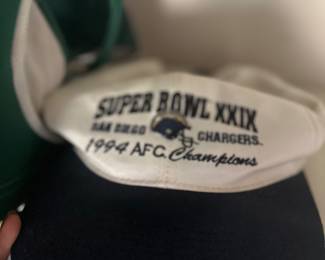 SUPER BOWL XXIX
SAN DIEGO CHARGERS
1994 AFC Champions